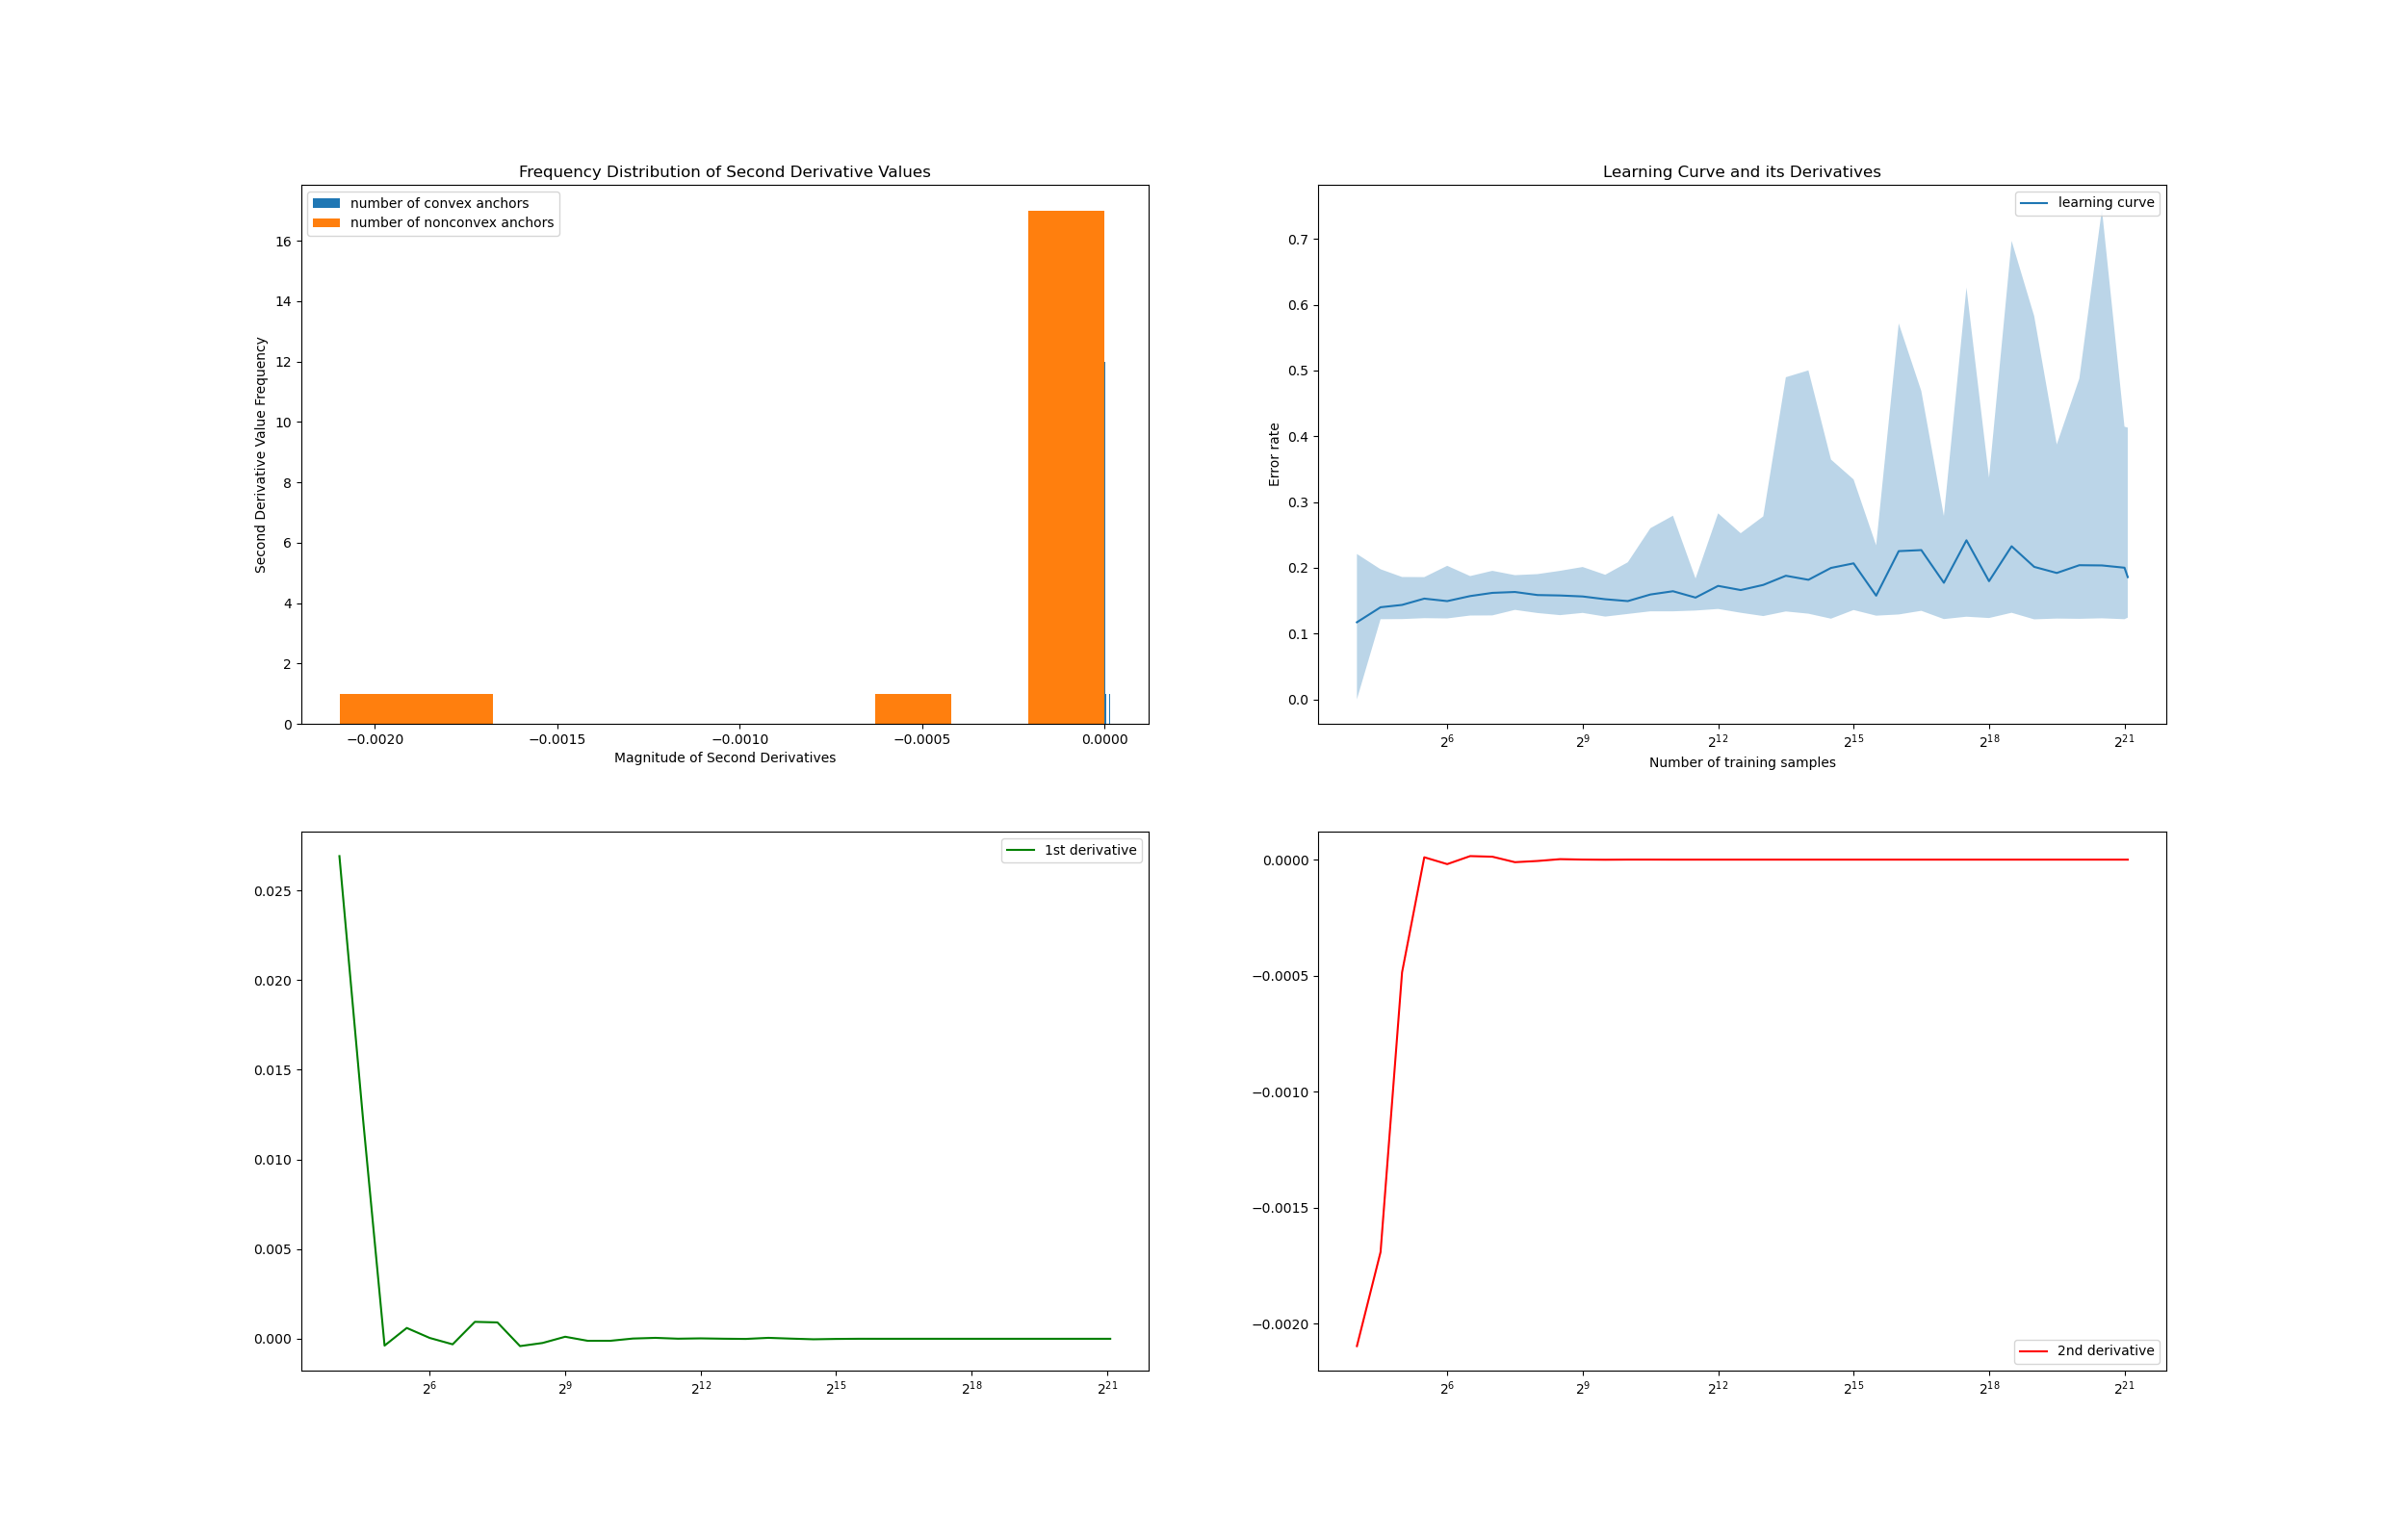 Frequency Distribution of Second Derivative Values
number of convex anchors
number of nonconvex anchors
16
14
12
10
8
6
4
2
0
Second Derivative Value Frequency
−0.0020 −0.0015 −0.0010 −0.0005 0.0000
Magnitude of Second Derivatives
Learning Curve and its Derivatives
learning curve
0.7
0.6
0.5
0.4
0.3
0.2
0.1
0.0
Error rate
2^6 2^9 2^12 2^15 2^18 2^21
Number of training samples
1st derivative
0.025
0.020
0.015
0.010
0.005
0.000
2^6 2^9 2^12 2^15 2^18 2^21
0.0000
−0.0005
−0.0010
−0.0015
−0.0020
2nd derivative
2^6 2^9 2^12 2^15 2^18 2^21